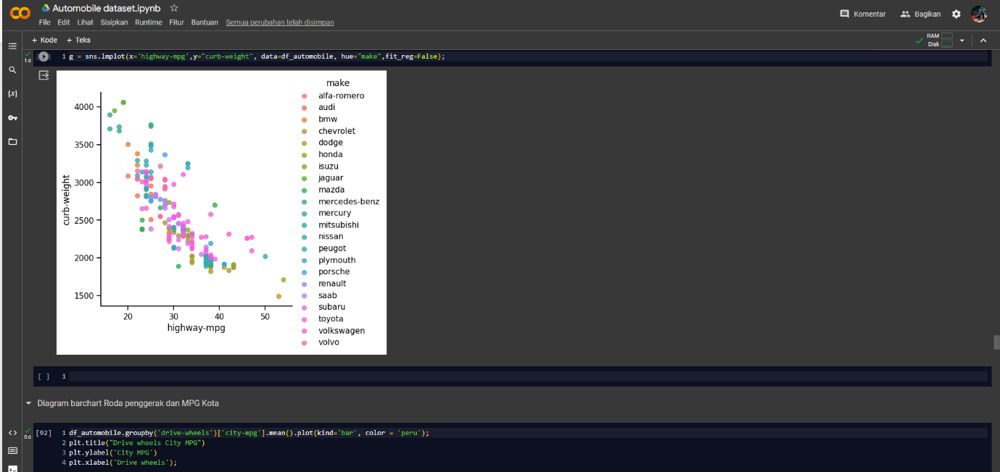 Automobile dataset.ipynb
File Edit Lihat Sisipkan Runtime Fitur Bantuan Semua perubahan telah disimpan
Komentar
Bagikan
+ Kode + Teks
RAM
Disk
{x}
1d
1 g = sns.lmplot(x='highway-mpg',y="curb-weight", data=df_automobile, hue="make",fit_reg=False);
make
alfa-romero
audi
bmw
chevrolet
dodge
honda
isuzu
jaguar
mazda
mercedes-benz
mercury
mitsubishi
nissan
peugot
plymouth
porsche
renault
saab
subaru
toyota
volkswagen
volvo
curb-weight
4000
3500
3000
2500
2000
1500
20 30 40 50
highway-mpg
[ ] 1
Diagram barchart Roda penggerak dan MPG Kota
0d
[92] 1 df_automobile.groupby('drive-wheels')['city-mpg'].mean().plot(kind='bar', color = 'peru');
2 plt.title("Drive wheels City MPG")
3 plt.ylabel('City MPG')
4 plt.xlabel('Drive wheels');